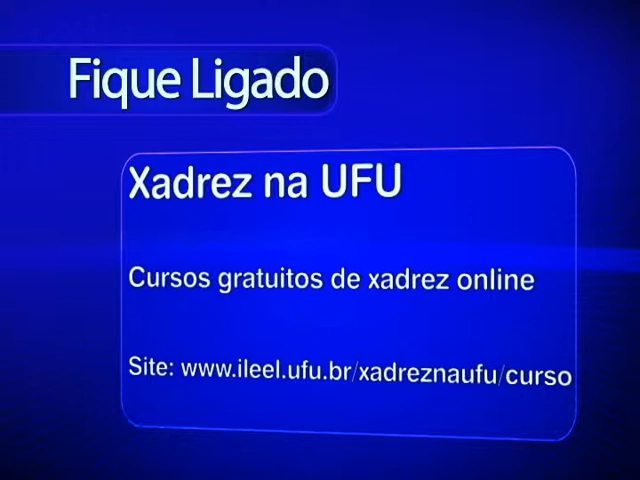 Fique Ligado
Xadrez na UFU
Cursos gratuitos de xadrez online
Site: www.ileel.ufu.br/xadreznaufu/curso